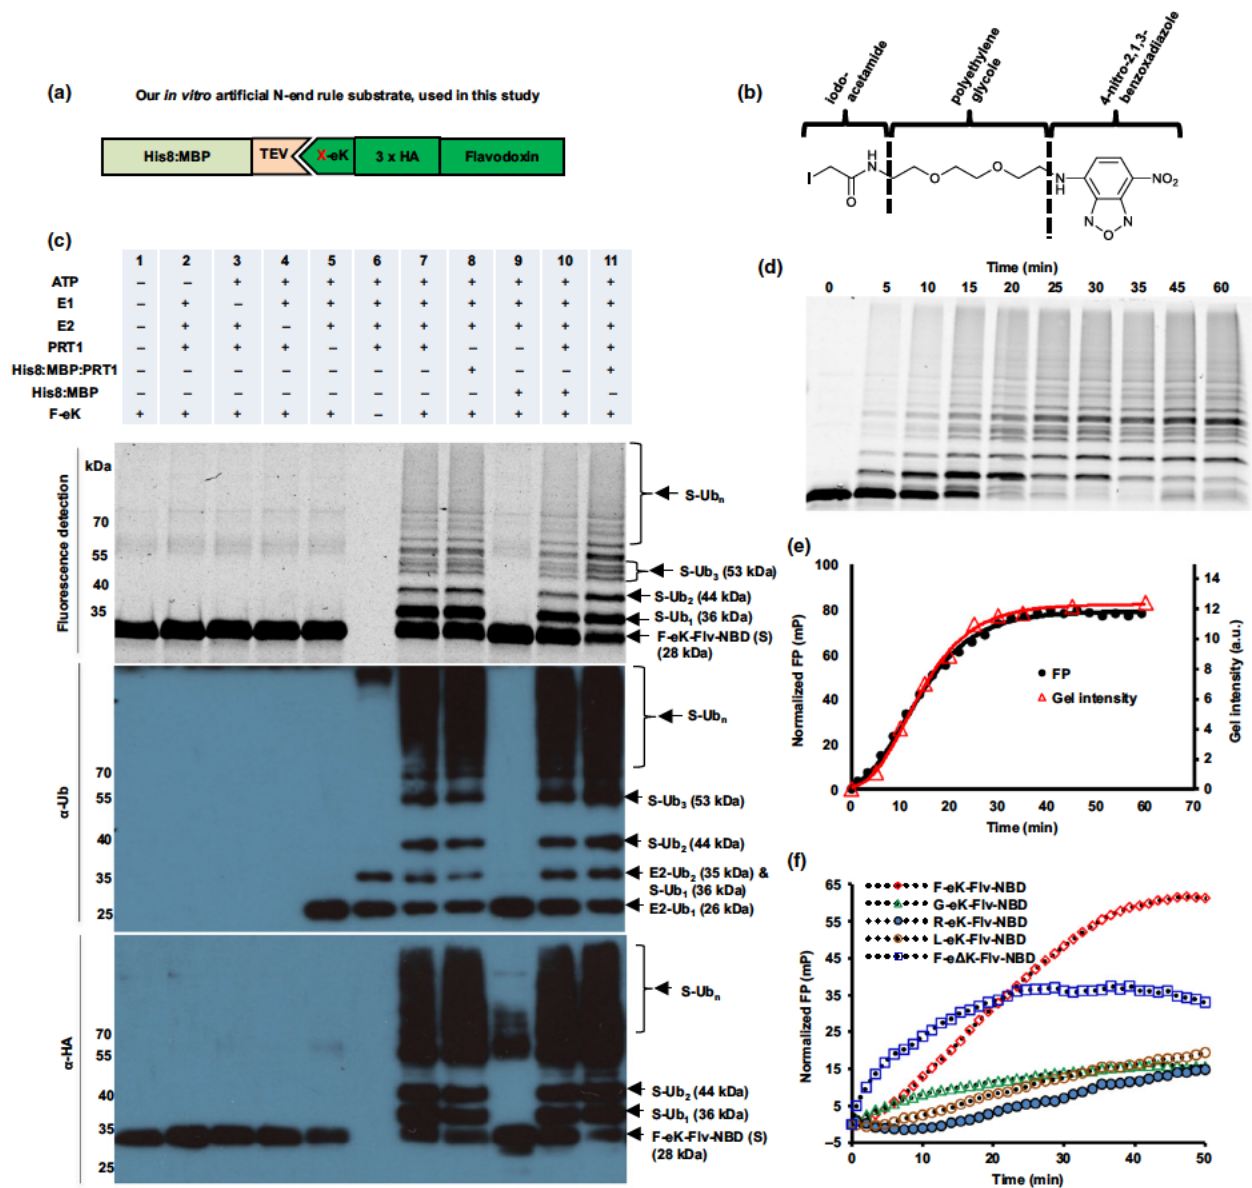 (a)
Our in vitro artificial N-end rule substrate, used in this study
His8:MBP TEV X-eK 3 x HA Flavodoxin
(b)
iodo-
acetamide
polyethylene
glycole
4-nitro-2,1,3-
benzoxadiazole
I O H N O O N H NO2 N O N
(c)
1 2 3 4 5 6 7 8 9 10 11
ATP – – + + + + + + + + +
E1 – + – + + + + + + + +
E2 – + + – + + + + + + +
PRT1 – + + + – + + – – + +
His8:MBP:PRT1 – – – – – – – + – – +
His8:MBP – – – – – – – – + + –
F-eK + + + + + – + + + + +
Fluorescence detection
kDa
70
55
40
35
S-Ubn
S-Ub3 (53 kDa)
S-Ub2 (44 kDa)
S-Ub1 (36 kDa)
F-eK-Flv-NBD (S)
(28 kDa)
α-Ub
70
55
40
35
25
S-Ubn
S-Ub3 (53 kDa)
S-Ub2 (44 kDa)
E2-Ub2 (35 kDa) &
S-Ub1 (36 kDa)
E2-Ub1 (26 kDa)
α-HA
70
55
40
35
25
S-Ubn
S-Ub2 (44 kDa)
S-Ub1 (36 kDa)
F-eK-Flv-NBD (S)
(28 kDa)
(d)
Time (min)
0 5 10 15 20 25 30 35 45 60
(e)
Normalized FP (mP)
100
80
60
40
20
0
FP
Gel intensity
14
12
10
8
6
4
2
0
Gel intensity (a.u.)
0 10 20 30 40 50 60 70
Time (min)
(f)
Normalized FP (mP)
65
55
45
35
25
15
5
–5
F-eK-Flv-NBD
G-eK-Flv-NBD
R-eK-Flv-NBD
L-eK-Flv-NBD
F-eΔK-Flv-NBD
0 10 20 30 40 50
Time (min)